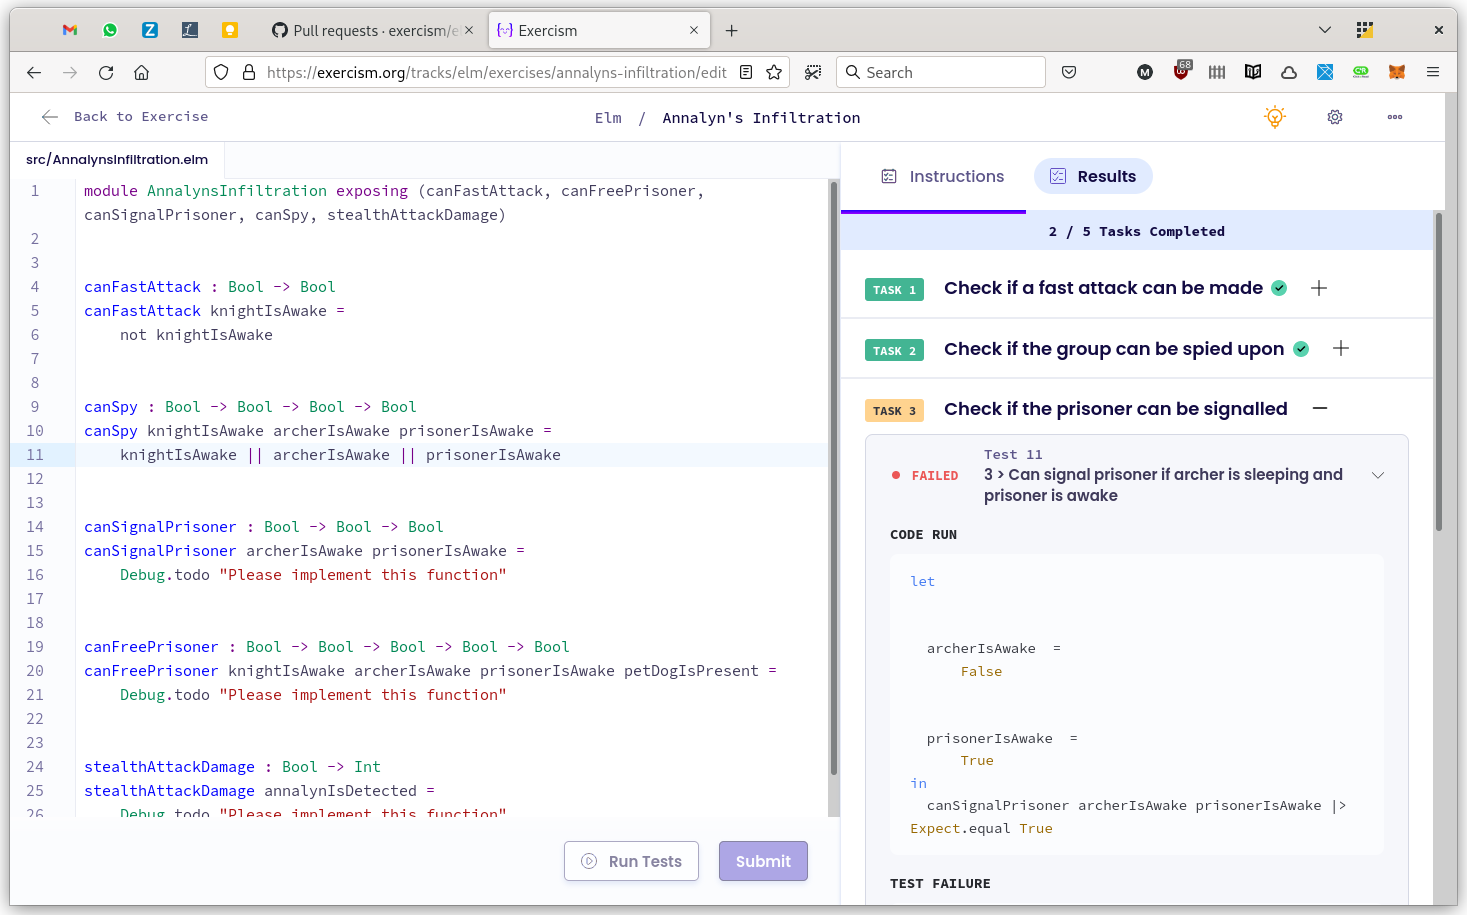 Pull requests · exercism/e
Exercism
https://exercism.org/tracks/elm/exercises/annalyns-infiltration/edit
Search
68
Back to Exercise
Elm / Annalyn's Infiltration
src/AnnalynsInfiltration.elm
1 module AnnalynsInfiltration exposing (canFastAttack, canFreePrisoner,
canSignalPrisoner, canSpy, stealthAttackDamage)
2
3
4 canFastAttack : Bool -> Bool
5 canFastAttack knightIsAwake =
6 not knightIsAwake
7
8
9 canSpy : Bool -> Bool -> Bool -> Bool
10 canSpy knightIsAwake archerIsAwake prisonerIsAwake =
11 knightIsAwake || archerIsAwake || prisonerIsAwake
12
13
14 canSignalPrisoner : Bool -> Bool -> Bool
15 canSignalPrisoner archerIsAwake prisonerIsAwake =
16 Debug.todo "Please implement this function"
17
18
19 canFreePrisoner : Bool -> Bool -> Bool -> Bool -> Bool
20 canFreePrisoner knightIsAwake archerIsAwake prisonerIsAwake petDogIsPresent =
21 Debug.todo "Please implement this function"
22
23
24 stealthAttackDamage : Bool -> Int
25 stealthAttackDamage annalynIsDetected =
26 Debug.todo "Please implement this function"
Run Tests
Submit
Instructions
Results
2 / 5 Tasks Completed
TASK 1 Check if a fast attack can be made
TASK 2 Check if the group can be spied upon
TASK 3 Check if the prisoner can be signalled
Test 11
FAILED 3 > Can signal prisoner if archer is sleeping and
prisoner is awake
CODE RUN
let
archerIsAwake =
False
prisonerIsAwake =
True
in
canSignalPrisoner archerIsAwake prisonerIsAwake |>
Expect.equal True
TEST FAILURE